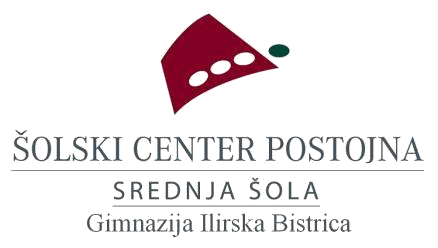 ŠOLSKI CENTER POSTOJNA
SREDNJA ŠOLA
Gimnazija Ilirska Bistrica